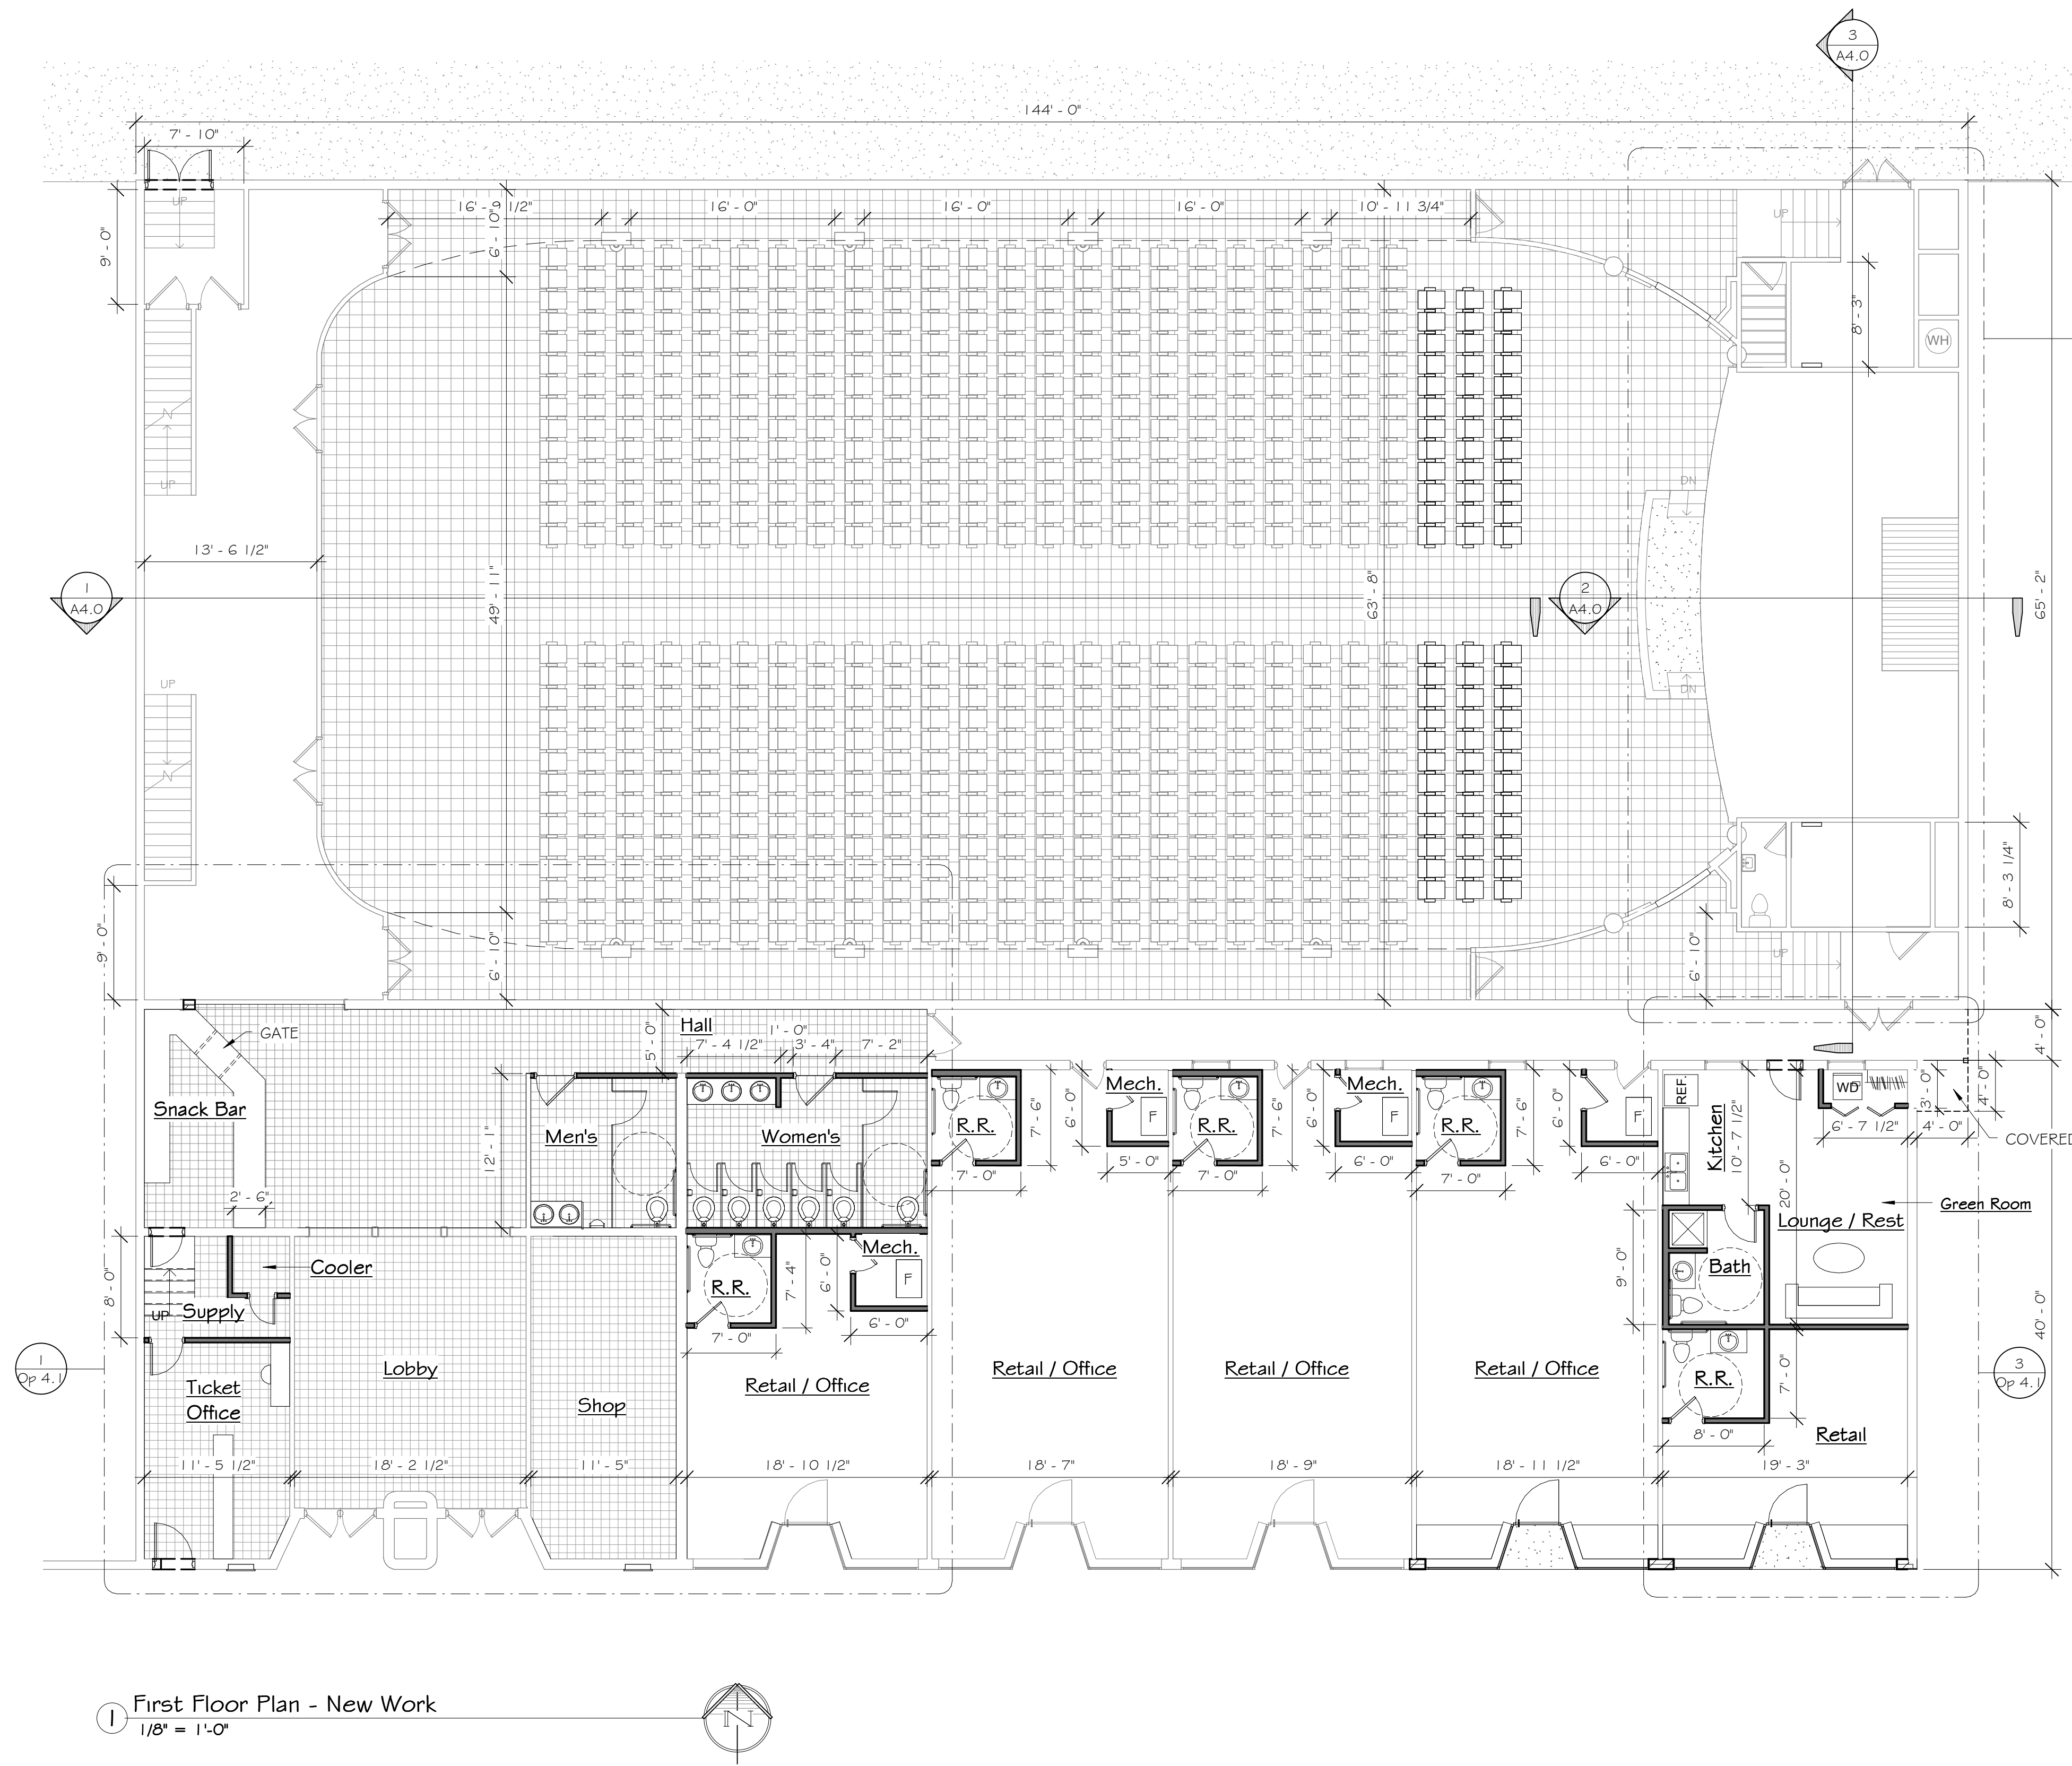 3
A4.0
144' - 0"
7' - 10"
UP
9' - 0"
16' - 9 1/2"
16' - 0"
16' - 0"
16' - 0"
10' - 11 3/4"
6' - 10"
UP
8' - 3"
WH
N
UP
DN
13' - 6 1/2"
1
A4.0
49' - 11"
63' - 8"
2
A4.0
65' - 2"
UP
DN
N
8' - 3 1/4"
9' - 0"
6' - 10"
6' - 10"
UP
GATE
Hall
5' - 0"
7' - 4 1/2"
1' - 0"
3' - 4"
7' - 2"
4' - 0"
Snack Bar
12' - 1"
Men's
Women's
R.R.
7' - 6"
6' - 0"
Mech.
F
R.R.
7' - 6"
6' - 0"
Mech.
F
R.R.
7' - 6"
6' - 0"
F
REF.
Kitchen
10' - 7 1/2"
WD
3' - 0"
4' - 0"
6' - 7 1/2"
4' - 0"
COVERED
7' - 0"
5' - 0"
7' - 0"
6' - 0"
7' - 0"
6' - 0"
20' - 0"
2' - 6"
Green Room
Lounge / Rest
8' - 0"
Cooler
UP
Supply
R.R.
7' - 4"
6' - 0"
Mech.
F
7' - 0"
6' - 0"
9' - 0"
Bath
40' - 0"
1
Op 4.1
Ticket
Office
Lobby
Shop
Retail / Office
Retail / Office
Retail / Office
Retail / Office
R.R.
7' - 0"
8' - 0"
Retail
3
Op 4.1
11' - 5 1/2"
18' - 2 1/2"
11' - 5"
18' - 10 1/2"
18' - 7"
18' - 9"
18' - 11 1/2"
19' - 3"
1
First Floor Plan - New Work
1/8" = 1'-0"
N